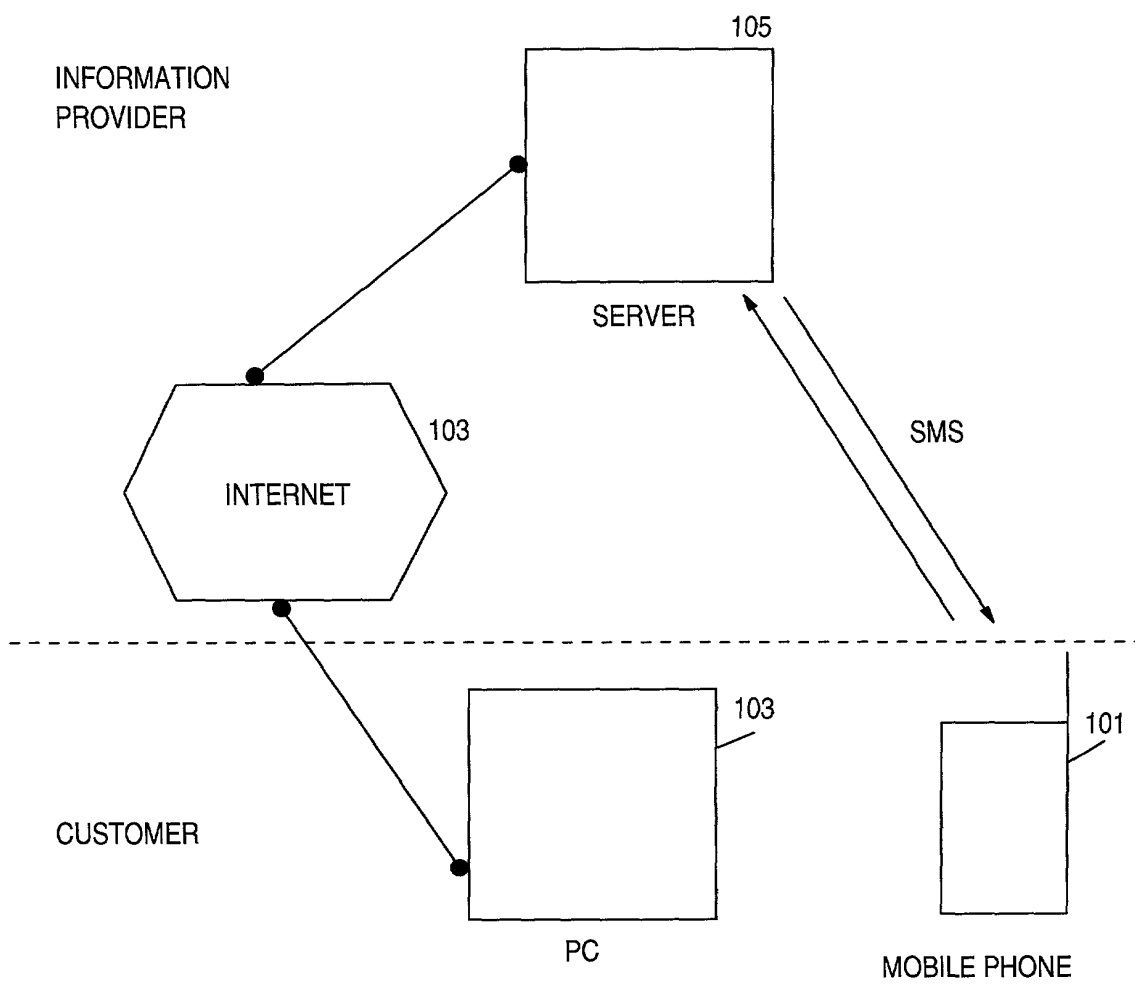 105
INFORMATION
PROVIDER
SERVER
103
SMS
INTERNET
103
101
CUSTOMER
PC
MOBILE PHONE